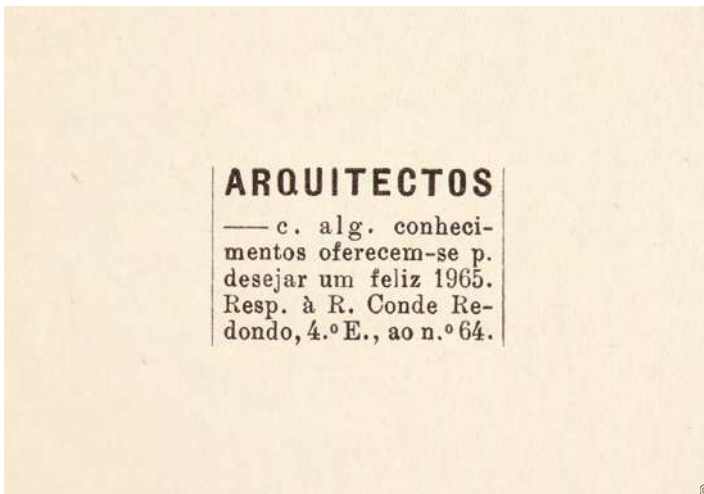 ARQUITECTOS
— c. alg. conheci-
mentos oferecem-se p.
desejar um feliz 1965.
Resp. à R. Conde Re-
dondo, 4.º E., ao n.º 64.